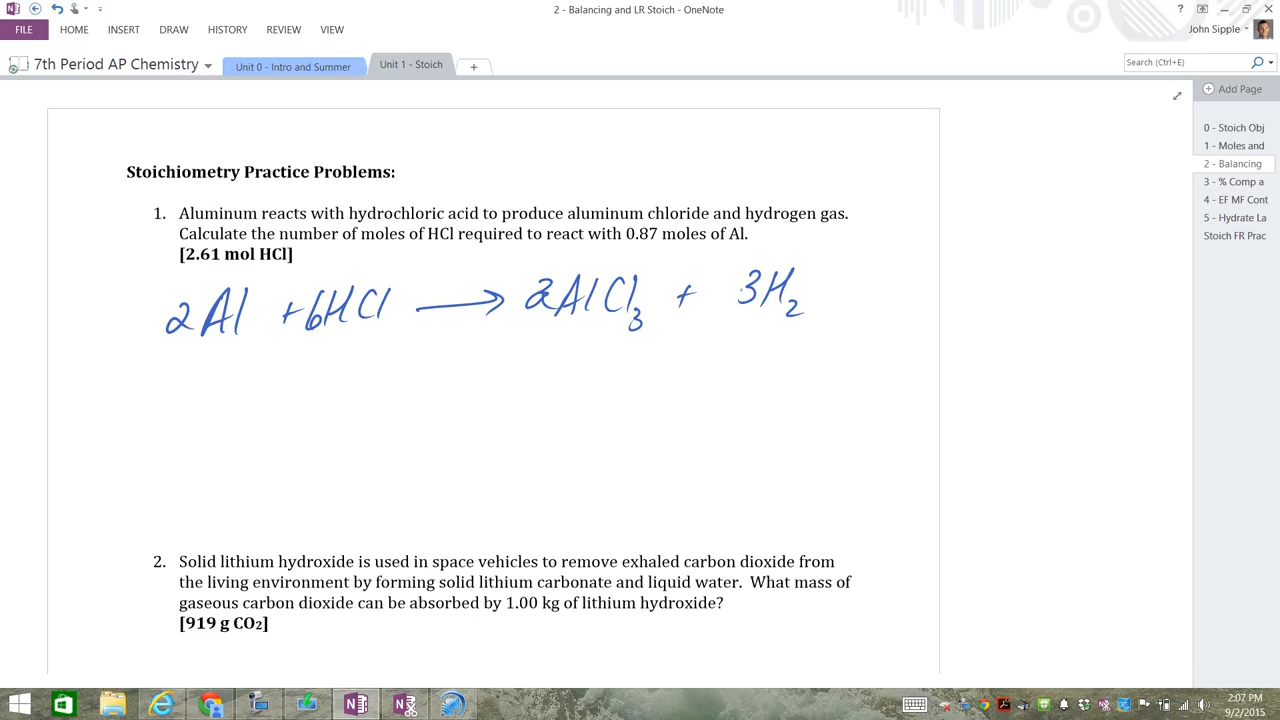 2 - Balancing and LR Stoich - OneNote
FILE HOME INSERT DRAW HISTORY REVIEW VIEW
John Sipple
7th Period AP Chemistry
Unit 0 - Intro and Summer
Unit 1 - Stoich
Search (Ctrl+E)
Add Page
0 - Stoich Obj
1 - Moles and
2 - Balancing
3 - % Comp a
4 - EF MF Cont
5 - Hydrate La
Stoich FR Prac
Stoichiometry Practice Problems:
1. Aluminum reacts with hydrochloric acid to produce aluminum chloride and hydrogen gas.
Calculate the number of moles of HCl required to react with 0.87 moles of Al.
[2.61 mol HCl]
2Al + 6HCl → 2AlCl₃ + 3H₂
2. Solid lithium hydroxide is used in space vehicles to remove exhaled carbon dioxide from
the living environment by forming solid lithium carbonate and liquid water. What mass of
gaseous carbon dioxide can be absorbed by 1.00 kg of lithium hydroxide?
[919 g CO₂]
2:07 PM
9/2/2015